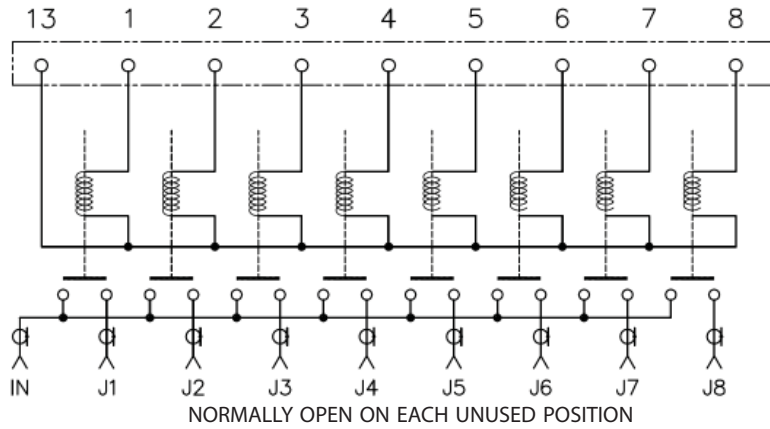 13 1 2 3 4 5 6 7 8
IN J1 J2 J3 J4 J5 J6 J7 J8
NORMALLY OPEN ON EACH UNUSED POSITION